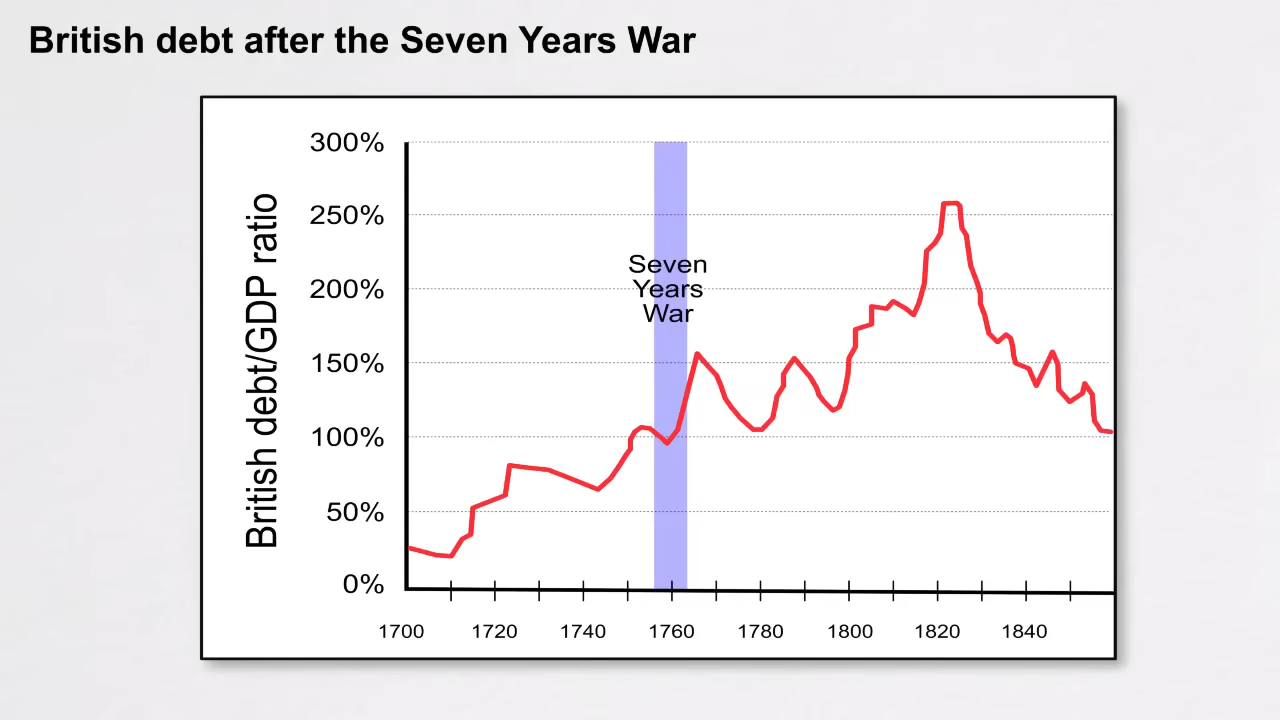 British debt after the Seven Years War
British debt/GDP ratio
300%
250%
200%
150%
100%
50%
0%
Seven
Years
War
1700 1720 1740 1760 1780 1800 1820 1840